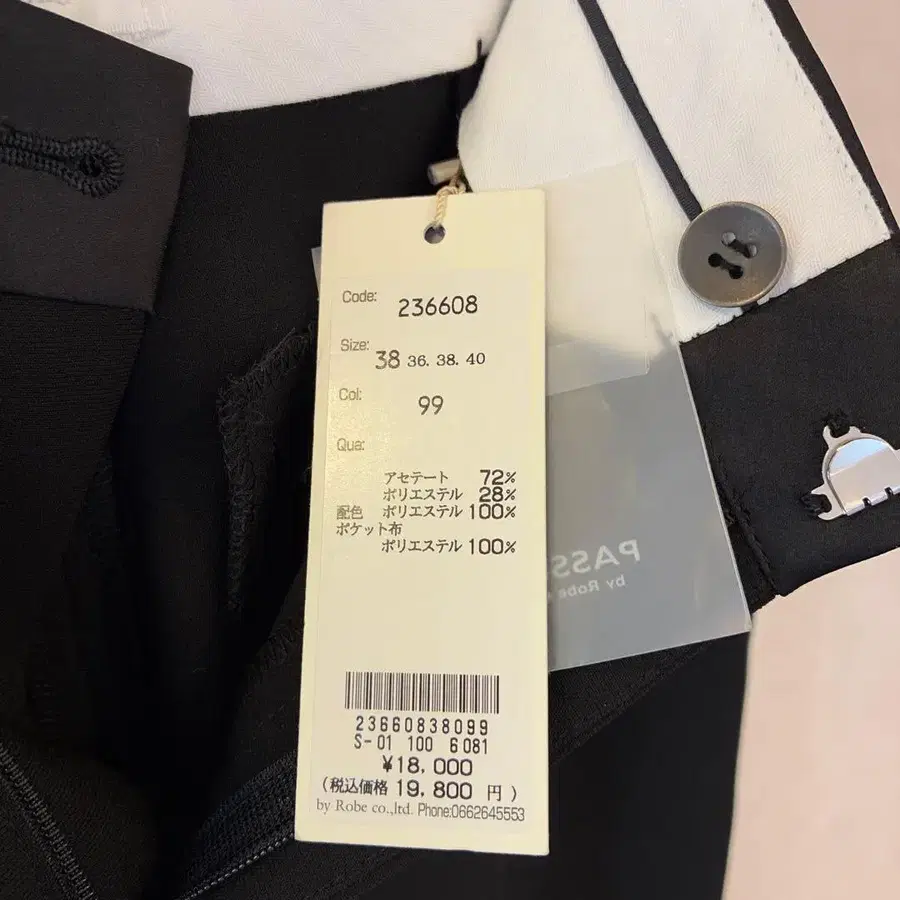 Code: 236608
Size: 38 36. 38. 40
Col: 99
Qua:
アセテート 72%
ポリエステル 28%
配色 ポリエステル 100%
ポケット布
ポリエステル 100%
23660838099
S-01 100 6081
¥18,000
(税込価格 19,800 円)
by Robe co.,ltd. Phone:0662645553
PASS
by Robe